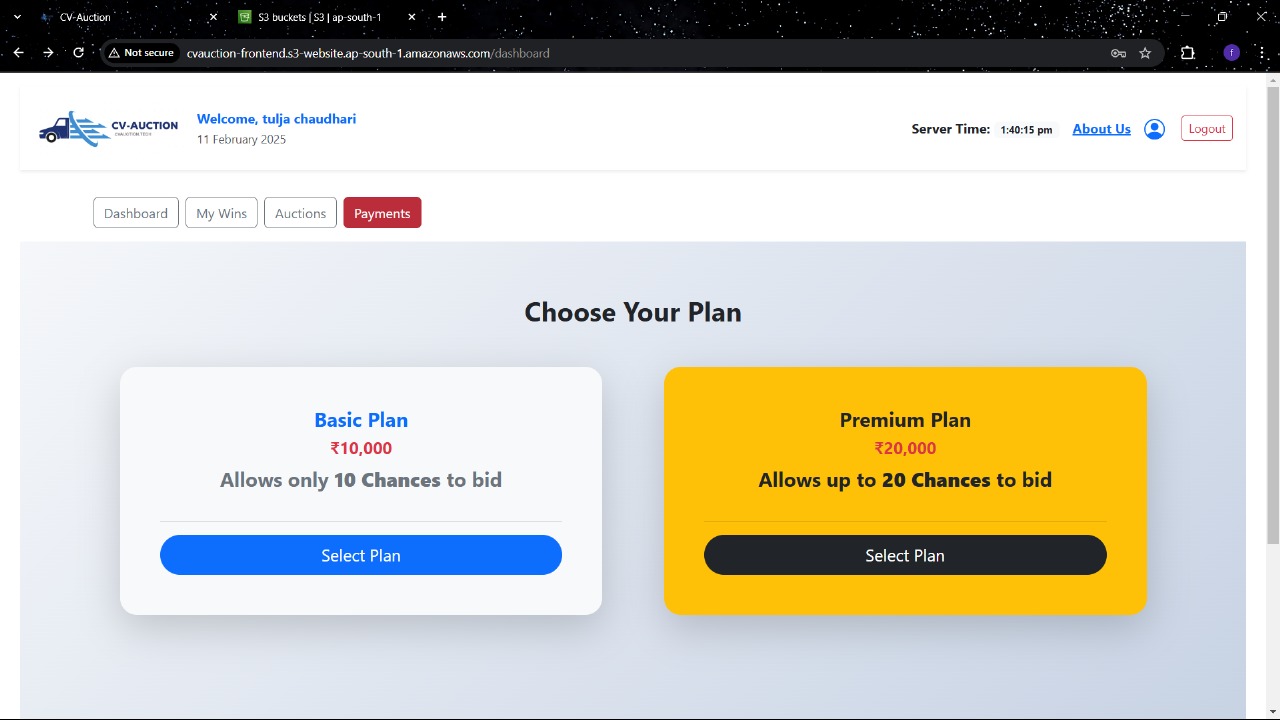 CV-Auction
S3 buckets | S3 | ap-south-1
Not secure
cvauction-frontend.s3-website.ap-south-1.amazonaws.com/dashboard
f
CV-AUCTION
Welcome, tulja chaudhari
11 February 2025
Server Time: 1:40:15 pm
About Us
Logout
Dashboard
My Wins
Auctions
Payments
Choose Your Plan
Basic Plan
₹10,000
Allows only 10 Chances to bid
Select Plan
Premium Plan
₹20,000
Allows up to 20 Chances to bid
Select Plan